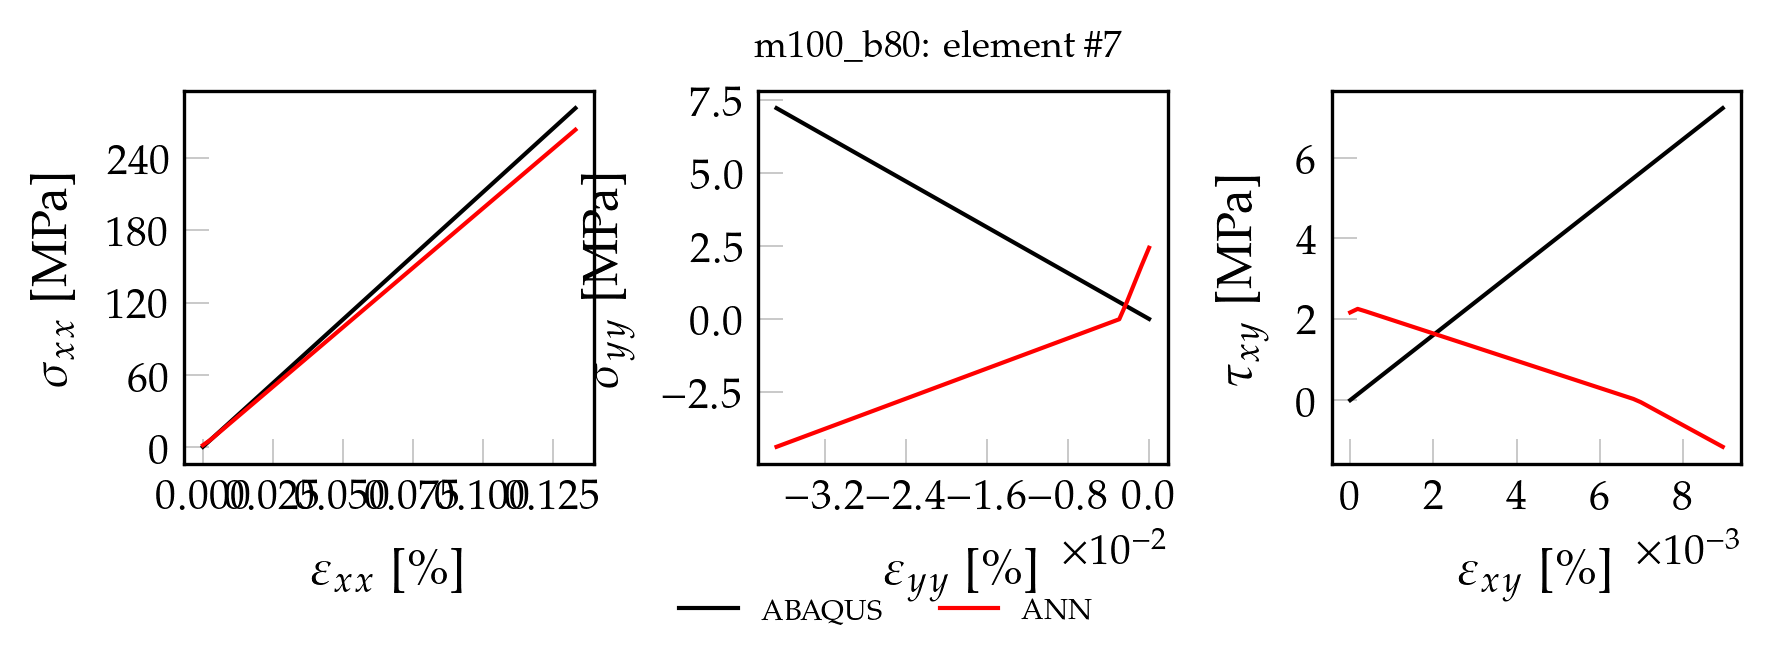 m100_b80: element #7
σxx [MPa]
240
180
120
60
0
0.000 0.025 0.050 0.075 0.100 0.125
εxx [%]
σyy [MPa]
7.5
5.0
2.5
0.0
−2.5
−3.2 −2.4 −1.6 −0.8 0.0
×10−2
εyy [%]
τxy [MPa]
6
4
2
0
0 2 4 6 8
×10−3
εxy [%]
ABAQUS ANN